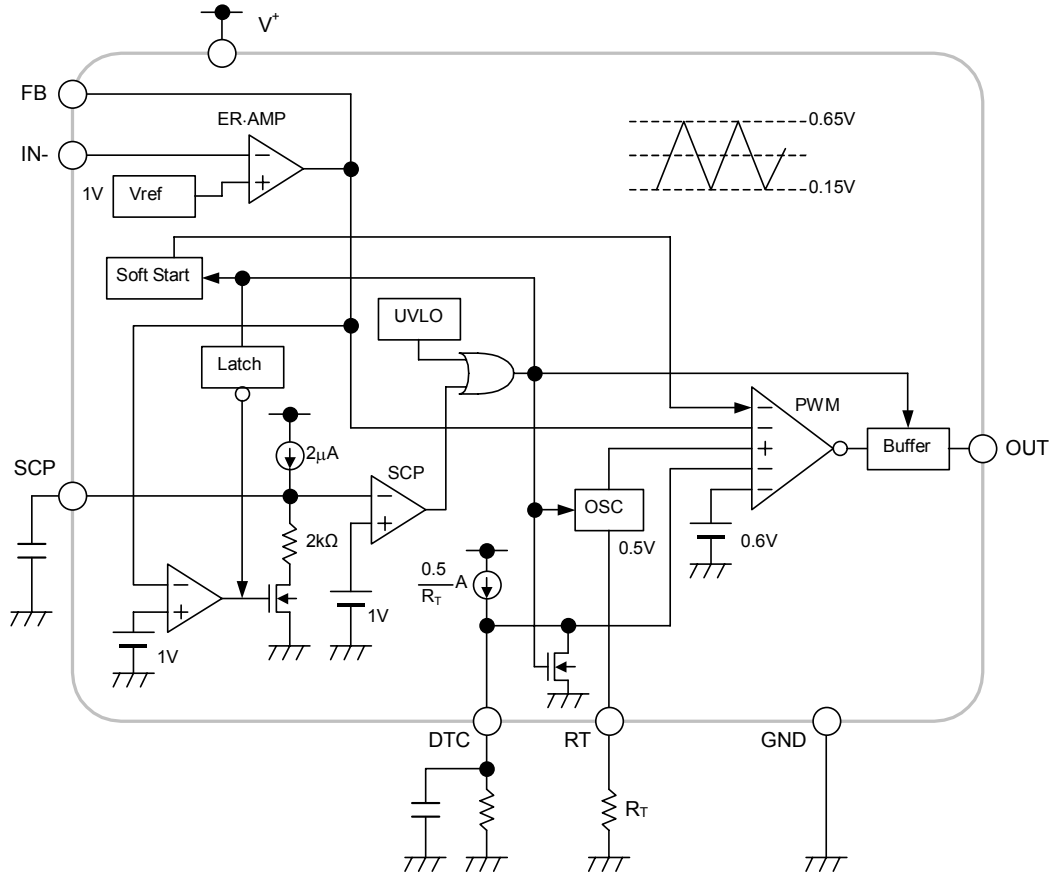 V+
FB
ER·AMP
0.65V
IN-
1V
Vref
0.15V
Soft Start
UVLO
Latch
PWM
Buffer
OUT
2μA
SCP
SCP
OSC
2kΩ
0.5V
0.6V
0.5
RT
A
1V
1V
DTC
RT
GND
RT